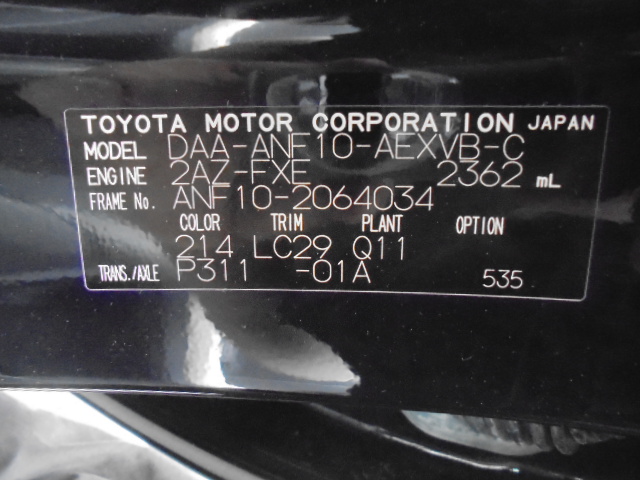 TOYOTA MOTOR CORPORATION JAPAN
MODEL DAA-ANF10-AEXVB-C
ENGINE 2AZ-FXE 2362 mL
FRAME No. ANF10-2064034
COLOR TRIM PLANT OPTION
214 LC29 Q11
TRANS./AXLE P311 -01A 535